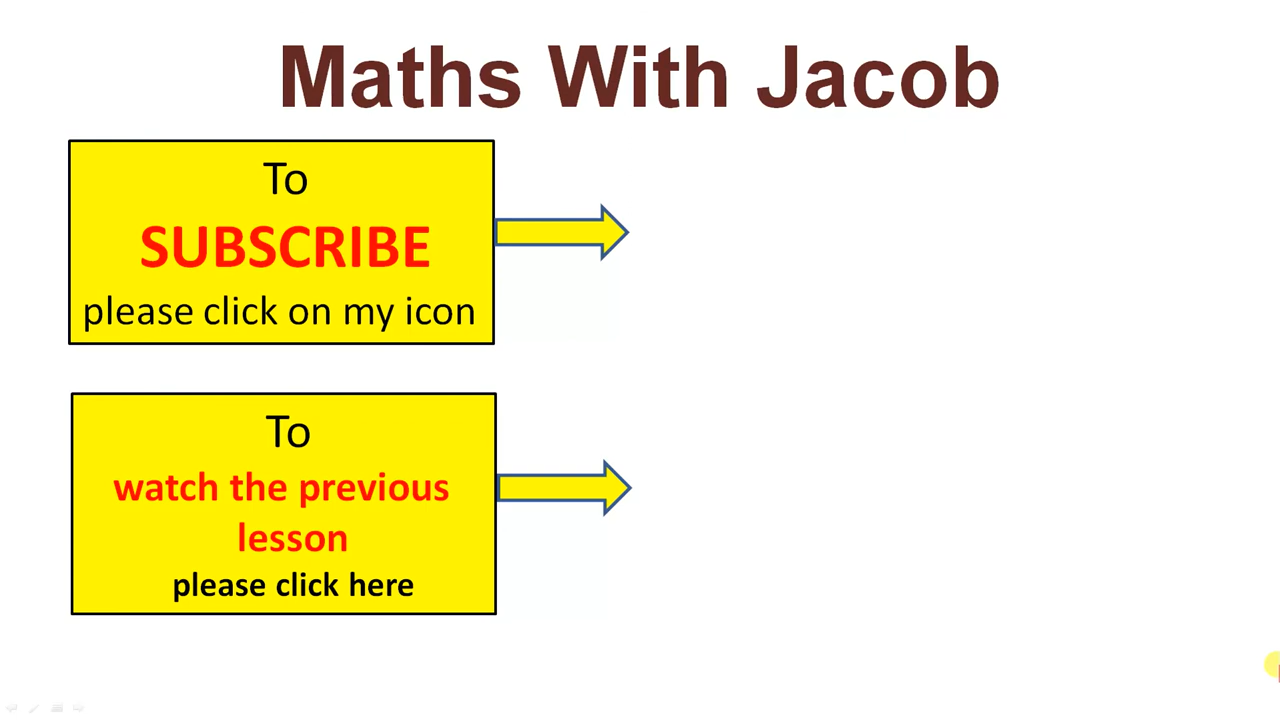 Maths With Jacob
To
SUBSCRIBE
please click on my icon
To
watch the previous
lesson
please click here